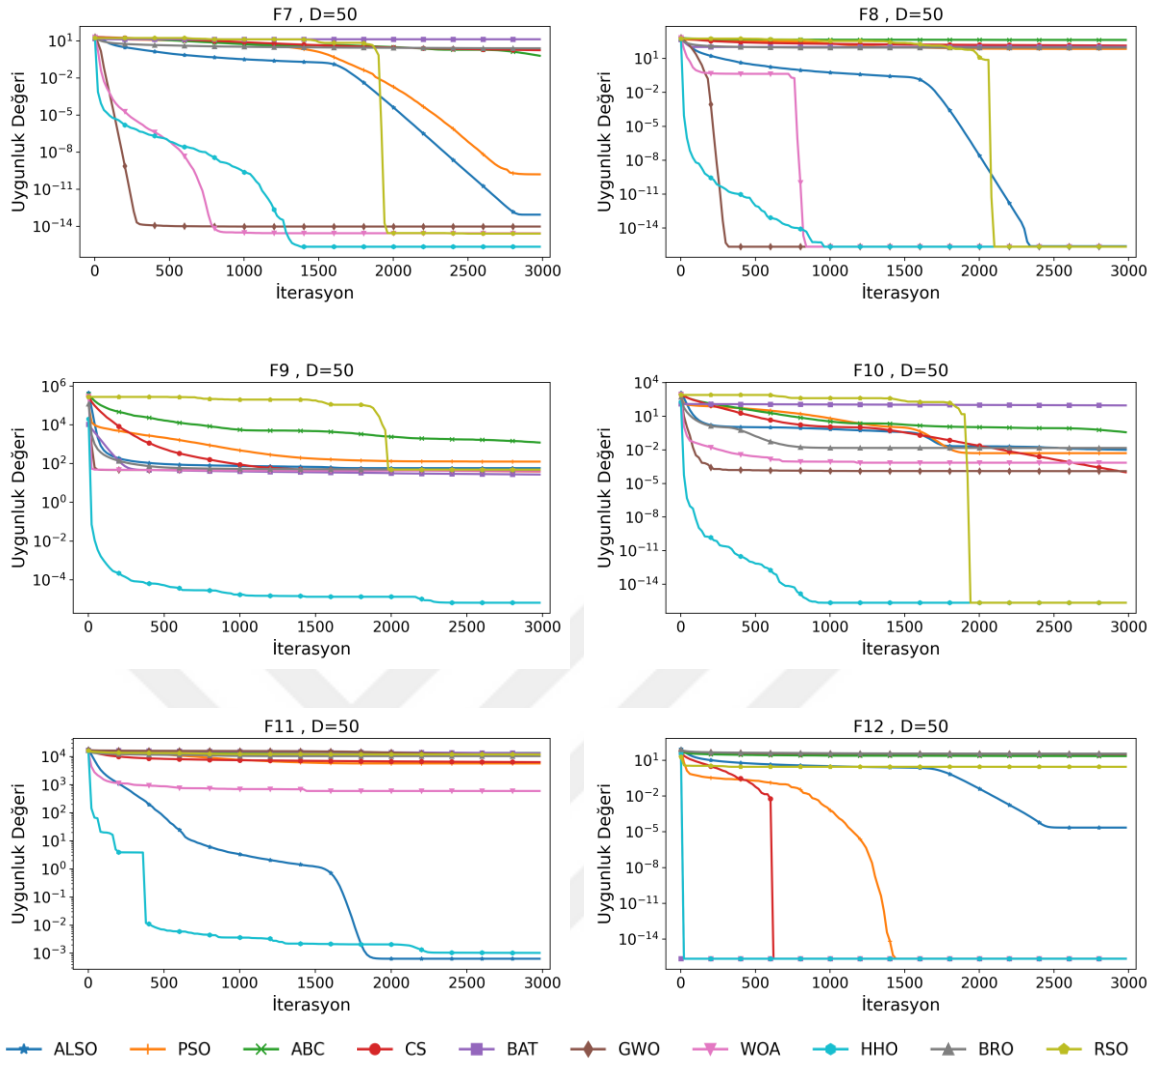 F7 , D=50
F8 , D=50
Uygunluk Değeri
10^1
10^-2
10^-5
10^-8
10^-11
10^-14
0 500 1000 1500 2000 2500 3000
İterasyon
Uygunluk Değeri
10^1
10^-2
10^-5
10^-8
10^-11
10^-14
0 500 1000 1500 2000 2500 3000
İterasyon
F9 , D=50
F10 , D=50
Uygunluk Değeri
10^6
10^4
10^2
10^0
10^-2
10^-4
0 500 1000 1500 2000 2500 3000
İterasyon
Uygunluk Değeri
10^4
10^1
10^-2
10^-5
10^-8
10^-11
10^-14
0 500 1000 1500 2000 2500 3000
İterasyon
F11 , D=50
F12 , D=50
Uygunluk Değeri
10^4
10^3
10^2
10^1
10^0
10^-1
10^-2
10^-3
0 500 1000 1500 2000 2500 3000
İterasyon
Uygunluk Değeri
10^1
10^-2
10^-5
10^-8
10^-11
10^-14
0 500 1000 1500 2000 2500 3000
İterasyon
ALSO PSO ABC CS BAT GWO WOA HHO BRO RSO